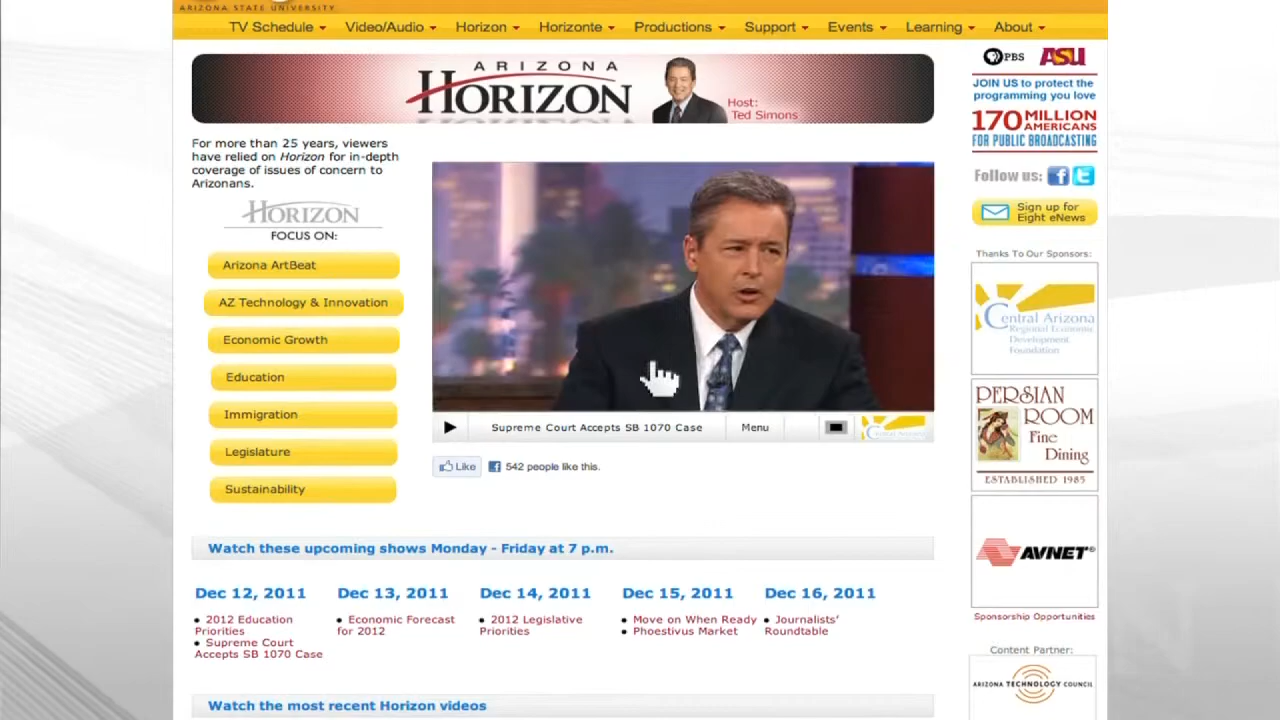 ARIZONA STATE UNIVERSITY
TV Schedule Video/Audio Horizon Horizonte Productions Support Events Learning About
ARIZONA
HORIZON
Host:
Ted Simons
PBS ASU
JOIN US to protect the
programming you love
170 MILLION
AMERICANS
FOR PUBLIC BROADCASTING
Follow us: f t
Sign up for
Eight eNews
For more than 25 years, viewers
have relied on Horizon for in-depth
coverage of issues of concern to
Arizonans.
HORIZON
FOCUS ON:
Arizona ArtBeat
AZ Technology & Innovation
Economic Growth
Education
Immigration
Legislature
Sustainability
Supreme Court Accepts SB 1070 Case Menu
Like 542 people like this.
Thanks To Our Sponsors:
Central Arizona
Regional Economic
Development
Foundation
PERSIAN
ROOM
Fine
Dining
ESTABLISHED 1985
AVNET
Sponsorship Opportunities
Content Partner:
ARIZONA TECHNOLOGY COUNCIL
Watch these upcoming shows Monday - Friday at 7 p.m.
Dec 12, 2011
• 2012 Education
Priorities
• Supreme Court
Accepts SB 1070 Case
Dec 13, 2011
• Economic Forecast
for 2012
Dec 14, 2011
• 2012 Legislative
Priorities
Dec 15, 2011
• Move on When Ready
• Phoestivus Market
Dec 16, 2011
• Journalists'
Roundtable
Watch the most recent Horizon videos